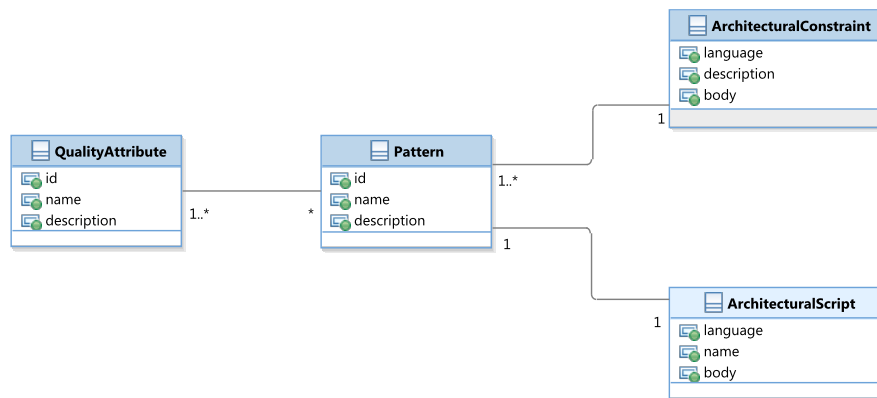 ArchitecturalConstraint
language
description
body
1
QualityAttribute
id
name
description
1..*
*
Pattern
id
name
description
1..*
1
1
ArchitecturalScript
language
name
body